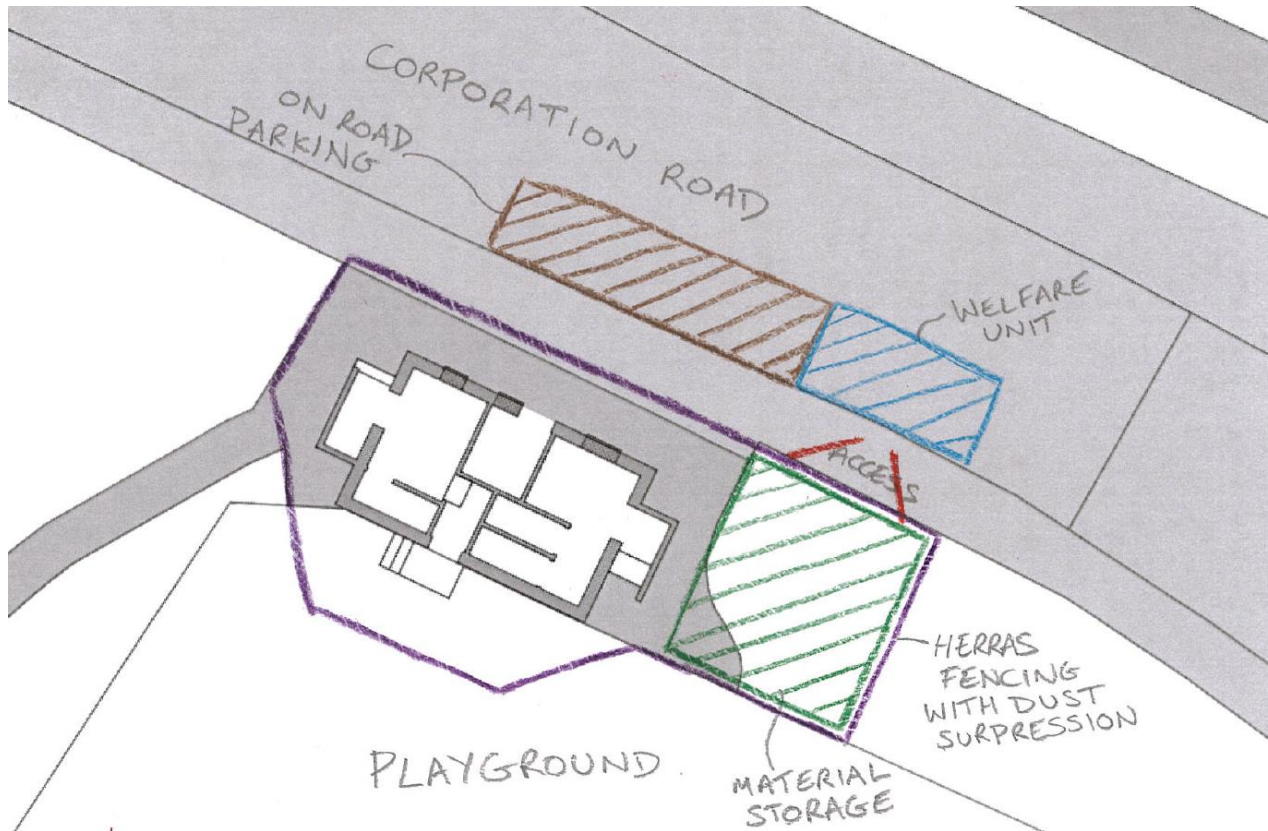 CORPORATION ROAD
ON ROAD
PARKING
WELFARE
UNIT
ACCESS
HERRAS
FENCING
WITH DUST
SURPRESSION
PLAYGROUND
MATERIAL
STORAGE